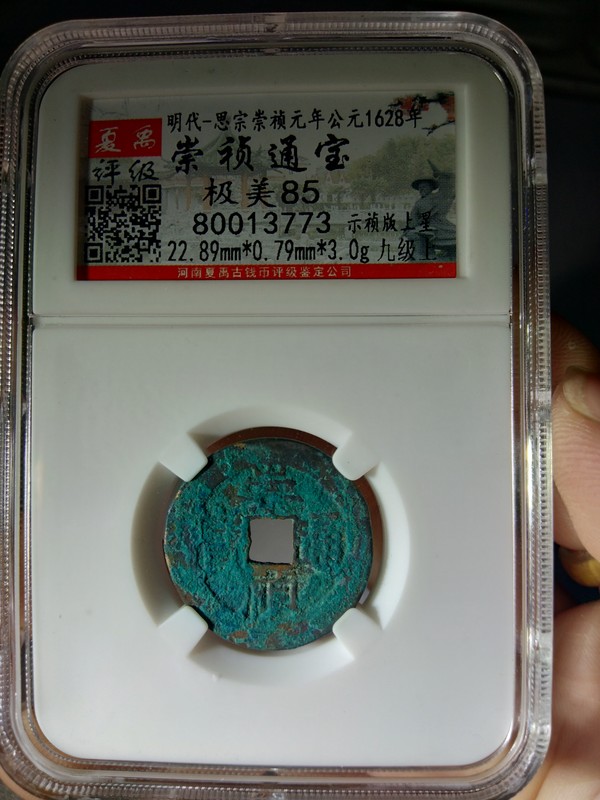 明代-思宗崇祯元年公元1628年
夏禹
评级
崇祯通宝
极美85
80013773 示祯版上星
22.89mm*0.79mm*3.0g 九级上
河南夏禹古钱币评级鉴定公司
崇
通